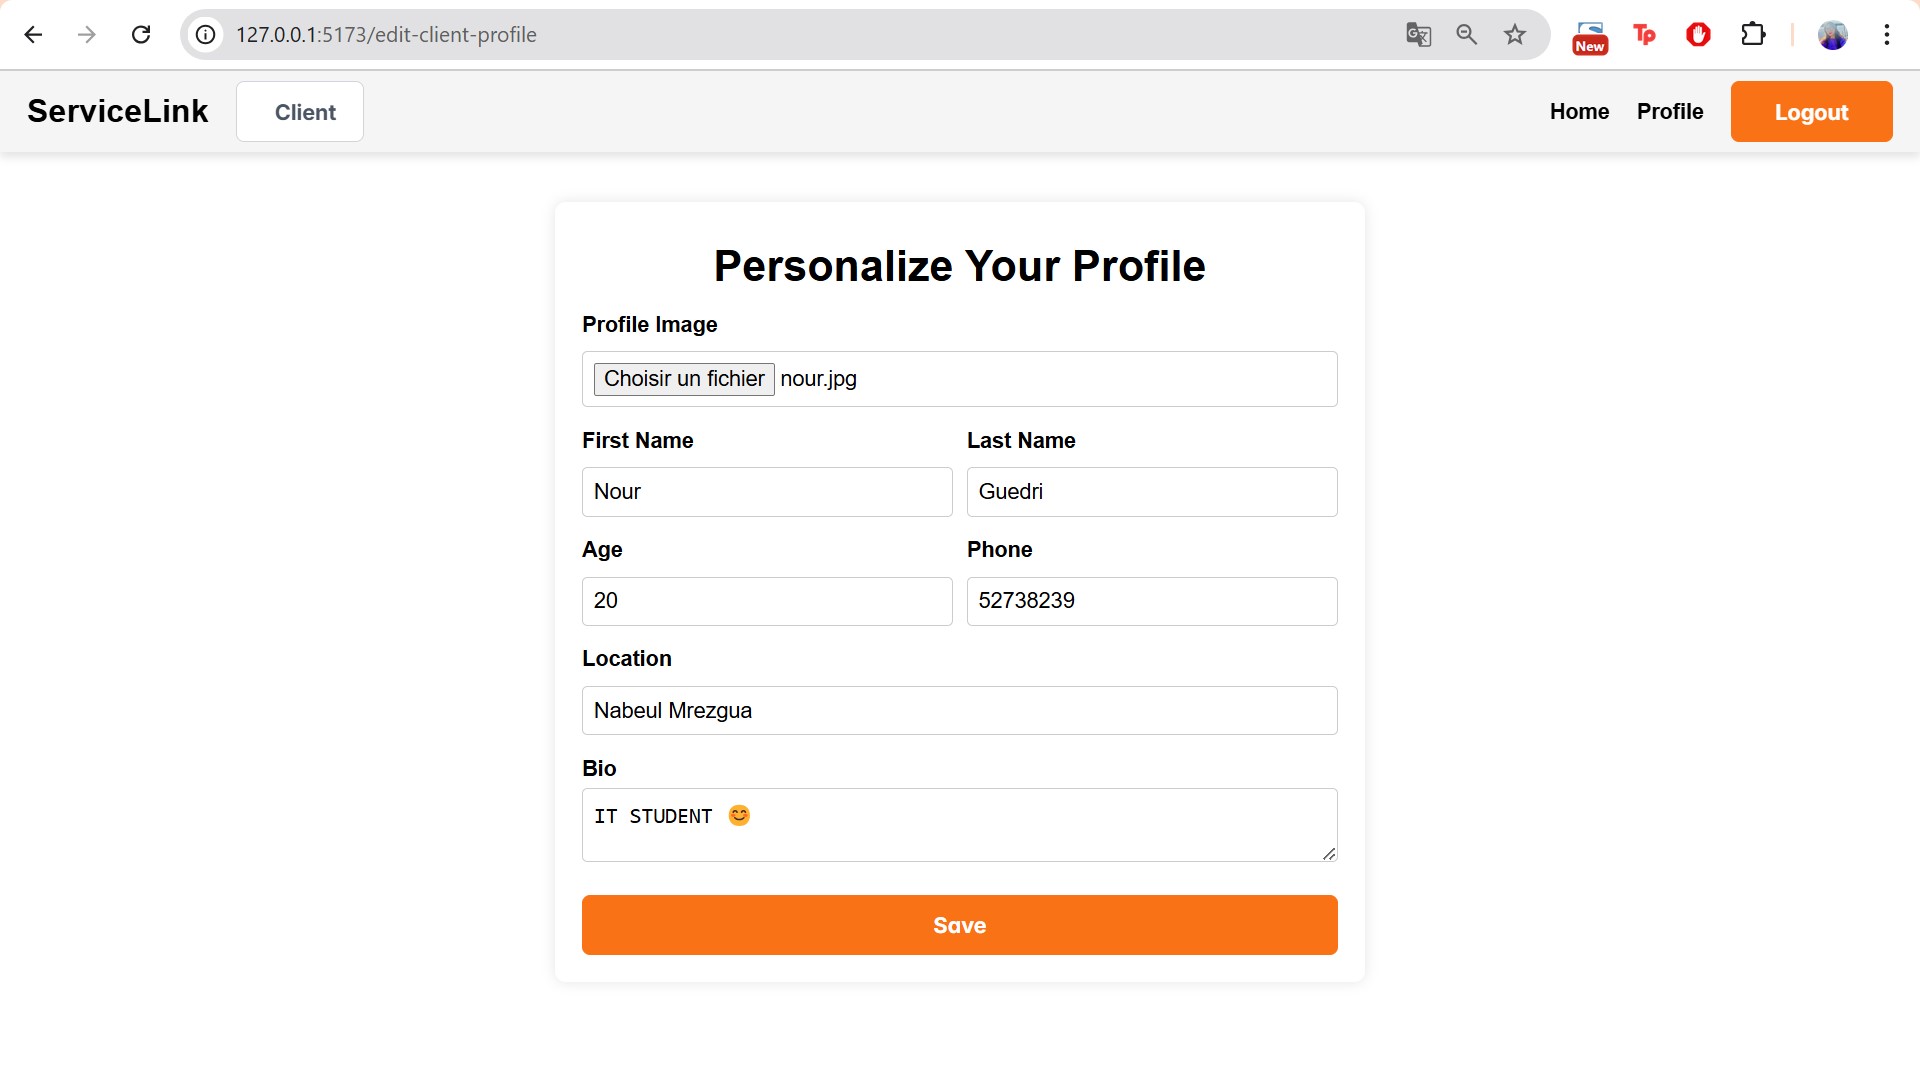 127.0.0.1:5173/edit-client-profile
New
Tp
ServiceLink
Client
Home
Profile
Logout
Personalize Your Profile
Profile Image
Choisir un fichier nour.jpg
First Name
Last Name
Nour
Guedri
Age
Phone
20
52738239
Location
Nabeul Mrezgua
Bio
IT STUDENT 😊
Save